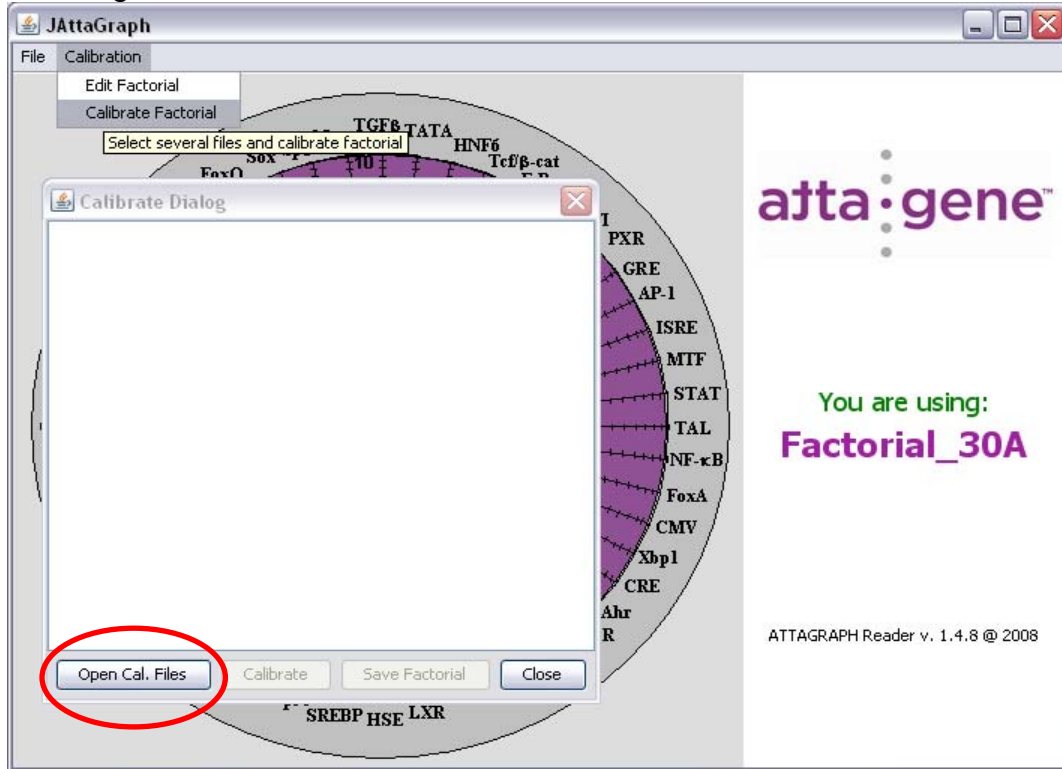 JAttaGraph
File Calibration
Edit Factorial
Calibrate Factorial
Select several files and calibrate factorial
TGFβ
TATA
HNF6
Tcf/β-cat
Sox
FoxO
10
Calibrate Dialog
PXR
GRE
AP-1
ISRE
MTF
STAT
TAL
NF-κB
FoxA
CMV
Xbp1
CRE
Ahr
R
SREBP
HSE
LXR
Open Cal. Files
Calibrate
Save Factorial
Close
atta gene™
You are using:
Factorial_30A
ATTAGRAPH Reader v. 1.4.8 @ 2008